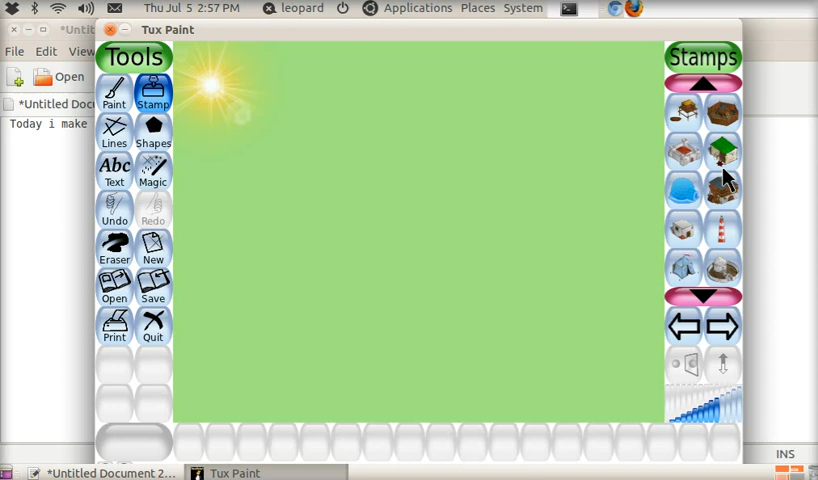 Thu Jul 5 2:57 PM
leopard
Applications Places System
*Unti
Tux Paint
File Edit View
Open
*Untitled Docu
Today i make
Tools
Stamps
Paint Stamp
Lines Shapes
Abc
Text Magic
Undo Redo
Eraser New
Open Save
Print Quit
INS
*Untitled Document 2...
Tux Paint